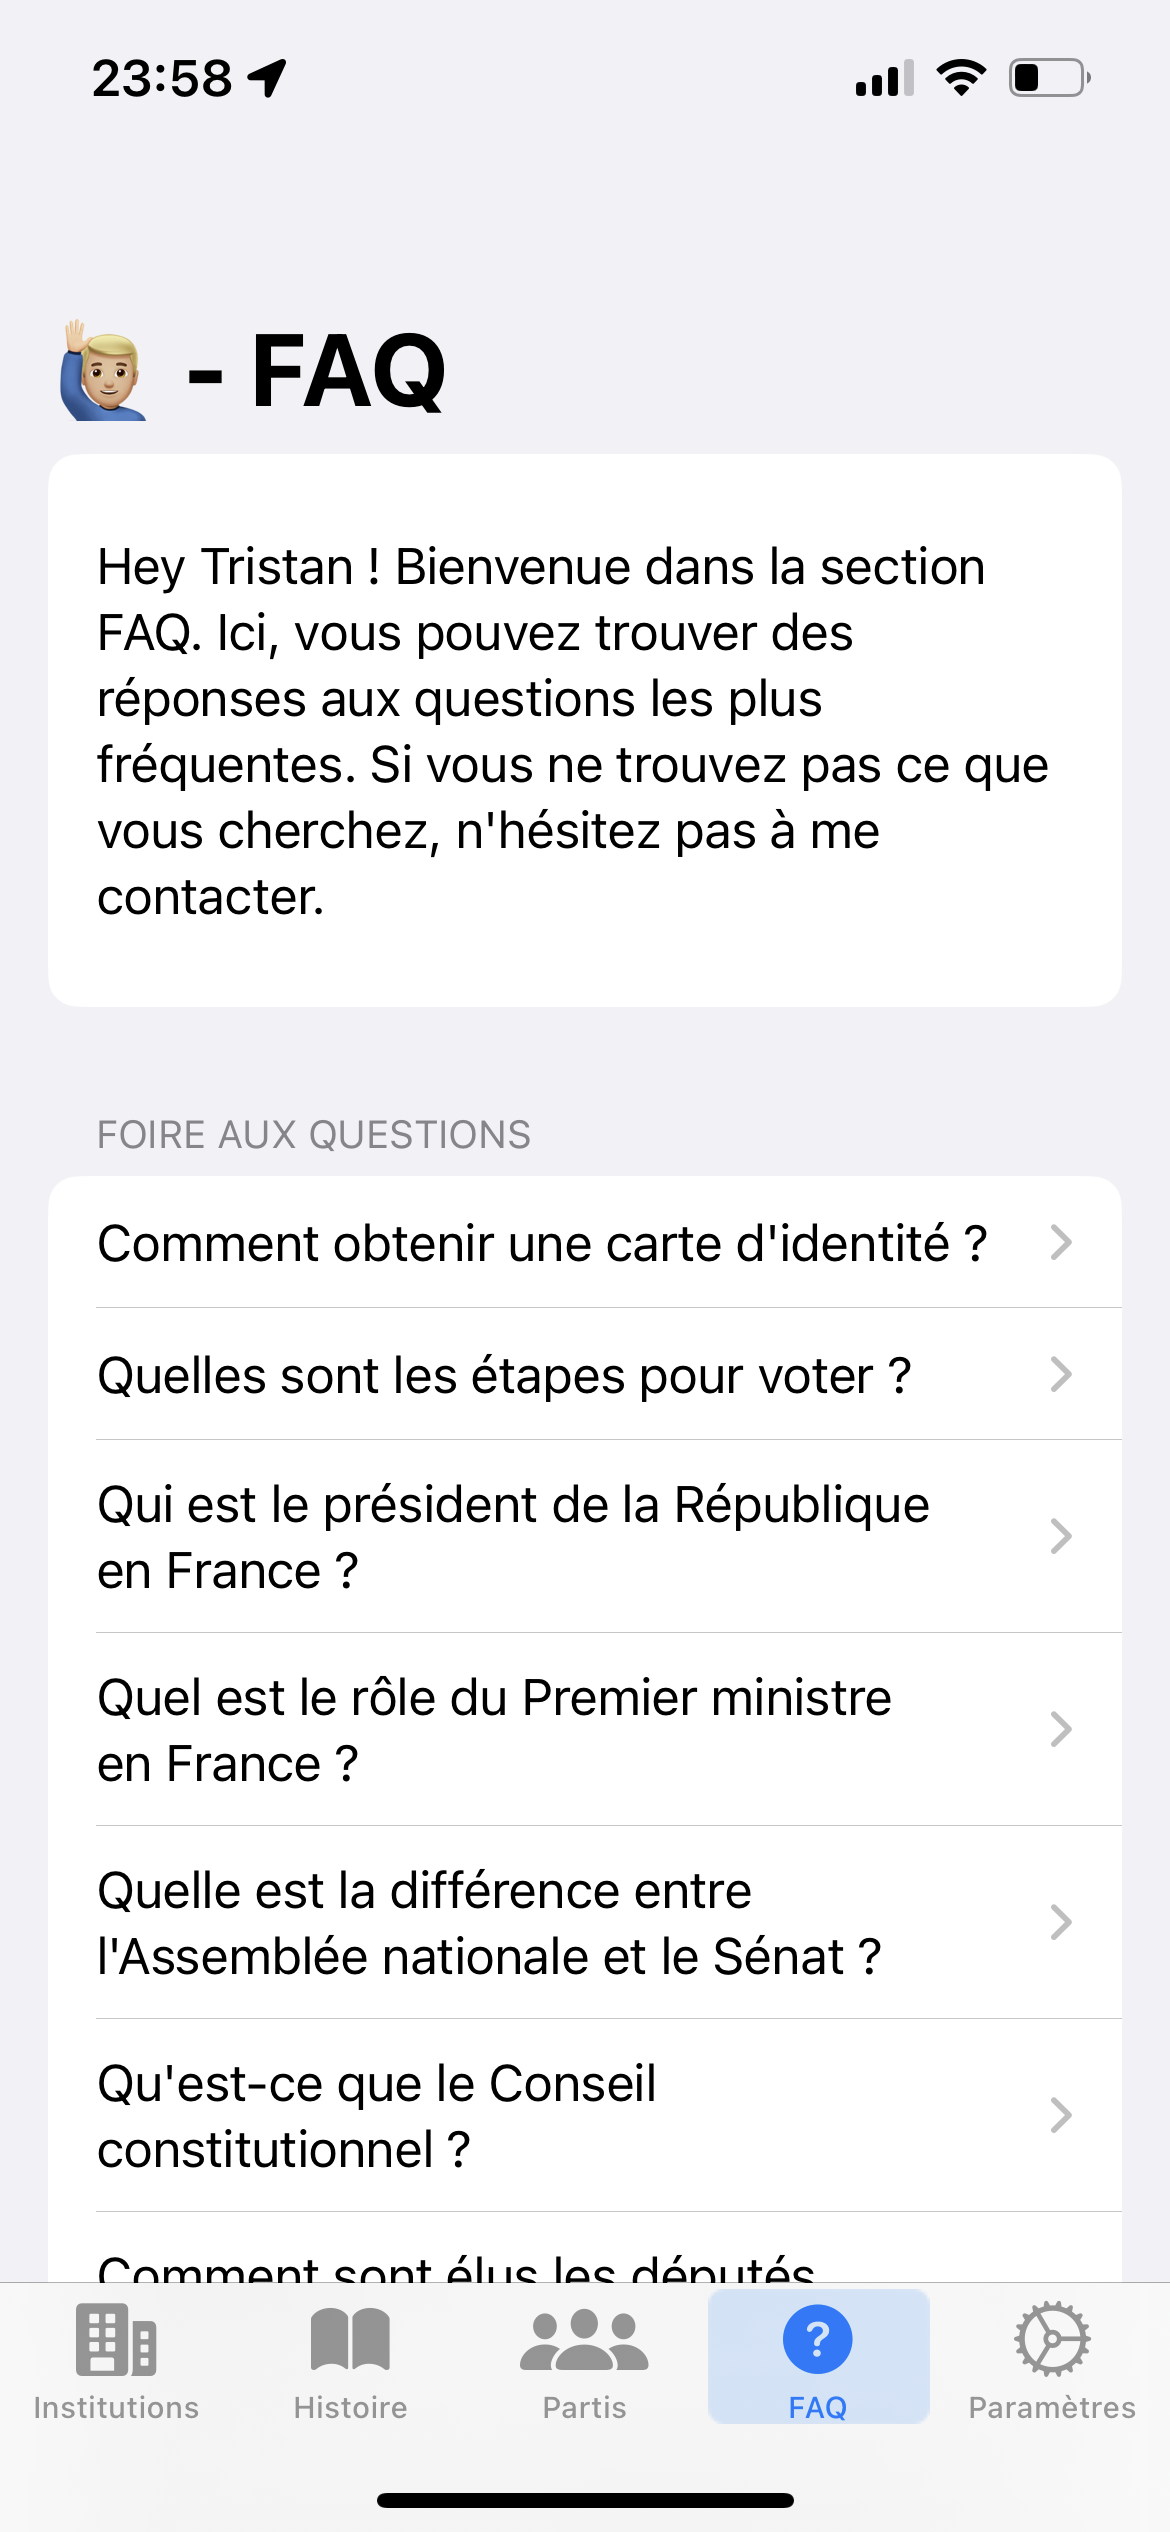 23:58
- FAQ
Hey Tristan ! Bienvenue dans la section
FAQ. Ici, vous pouvez trouver des
réponses aux questions les plus
fréquentes. Si vous ne trouvez pas ce que
vous cherchez, n'hésitez pas à me
contacter.
FOIRE AUX QUESTIONS
Comment obtenir une carte d'identité ?
Quelles sont les étapes pour voter ?
Qui est le président de la République
en France ?
Quel est le rôle du Premier ministre
en France ?
Quelle est la différence entre
l'Assemblée nationale et le Sénat ?
Qu'est-ce que le Conseil
constitutionnel ?
Comment sont élus les députés
Institutions
Histoire
Partis
FAQ
Paramètres